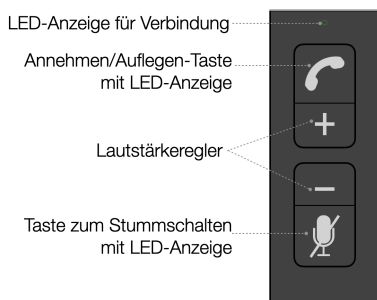 LED-Anzeige für Verbindung
Annehmen/Auflegen-Taste
mit LED-Anzeige
Lautstärkeregler
Taste zum Stummschalten
mit LED-Anzeige